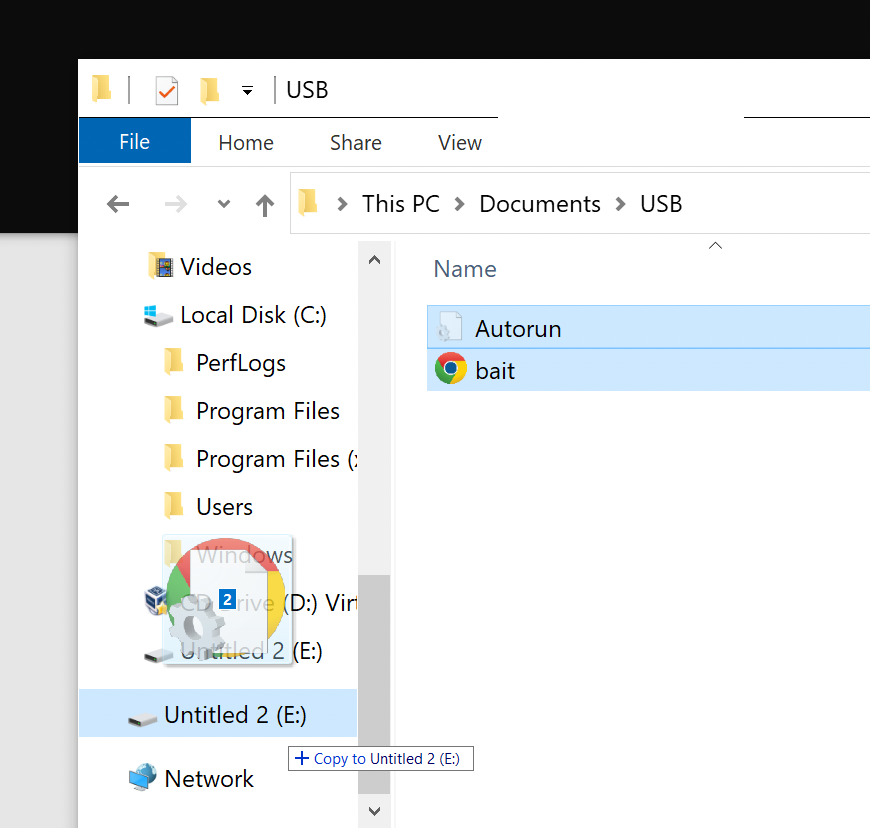 USB
File Home Share View
This PC Documents USB
Name
Videos
Local Disk (C:)
PerfLogs
Program Files
Program Files (
Users
Windows
CD Drive (D:) Virt
Untitled 2 (E:)
Untitled 2 (E:)
Network
Autorun
bait
2
Copy to Untitled 2 (E:)